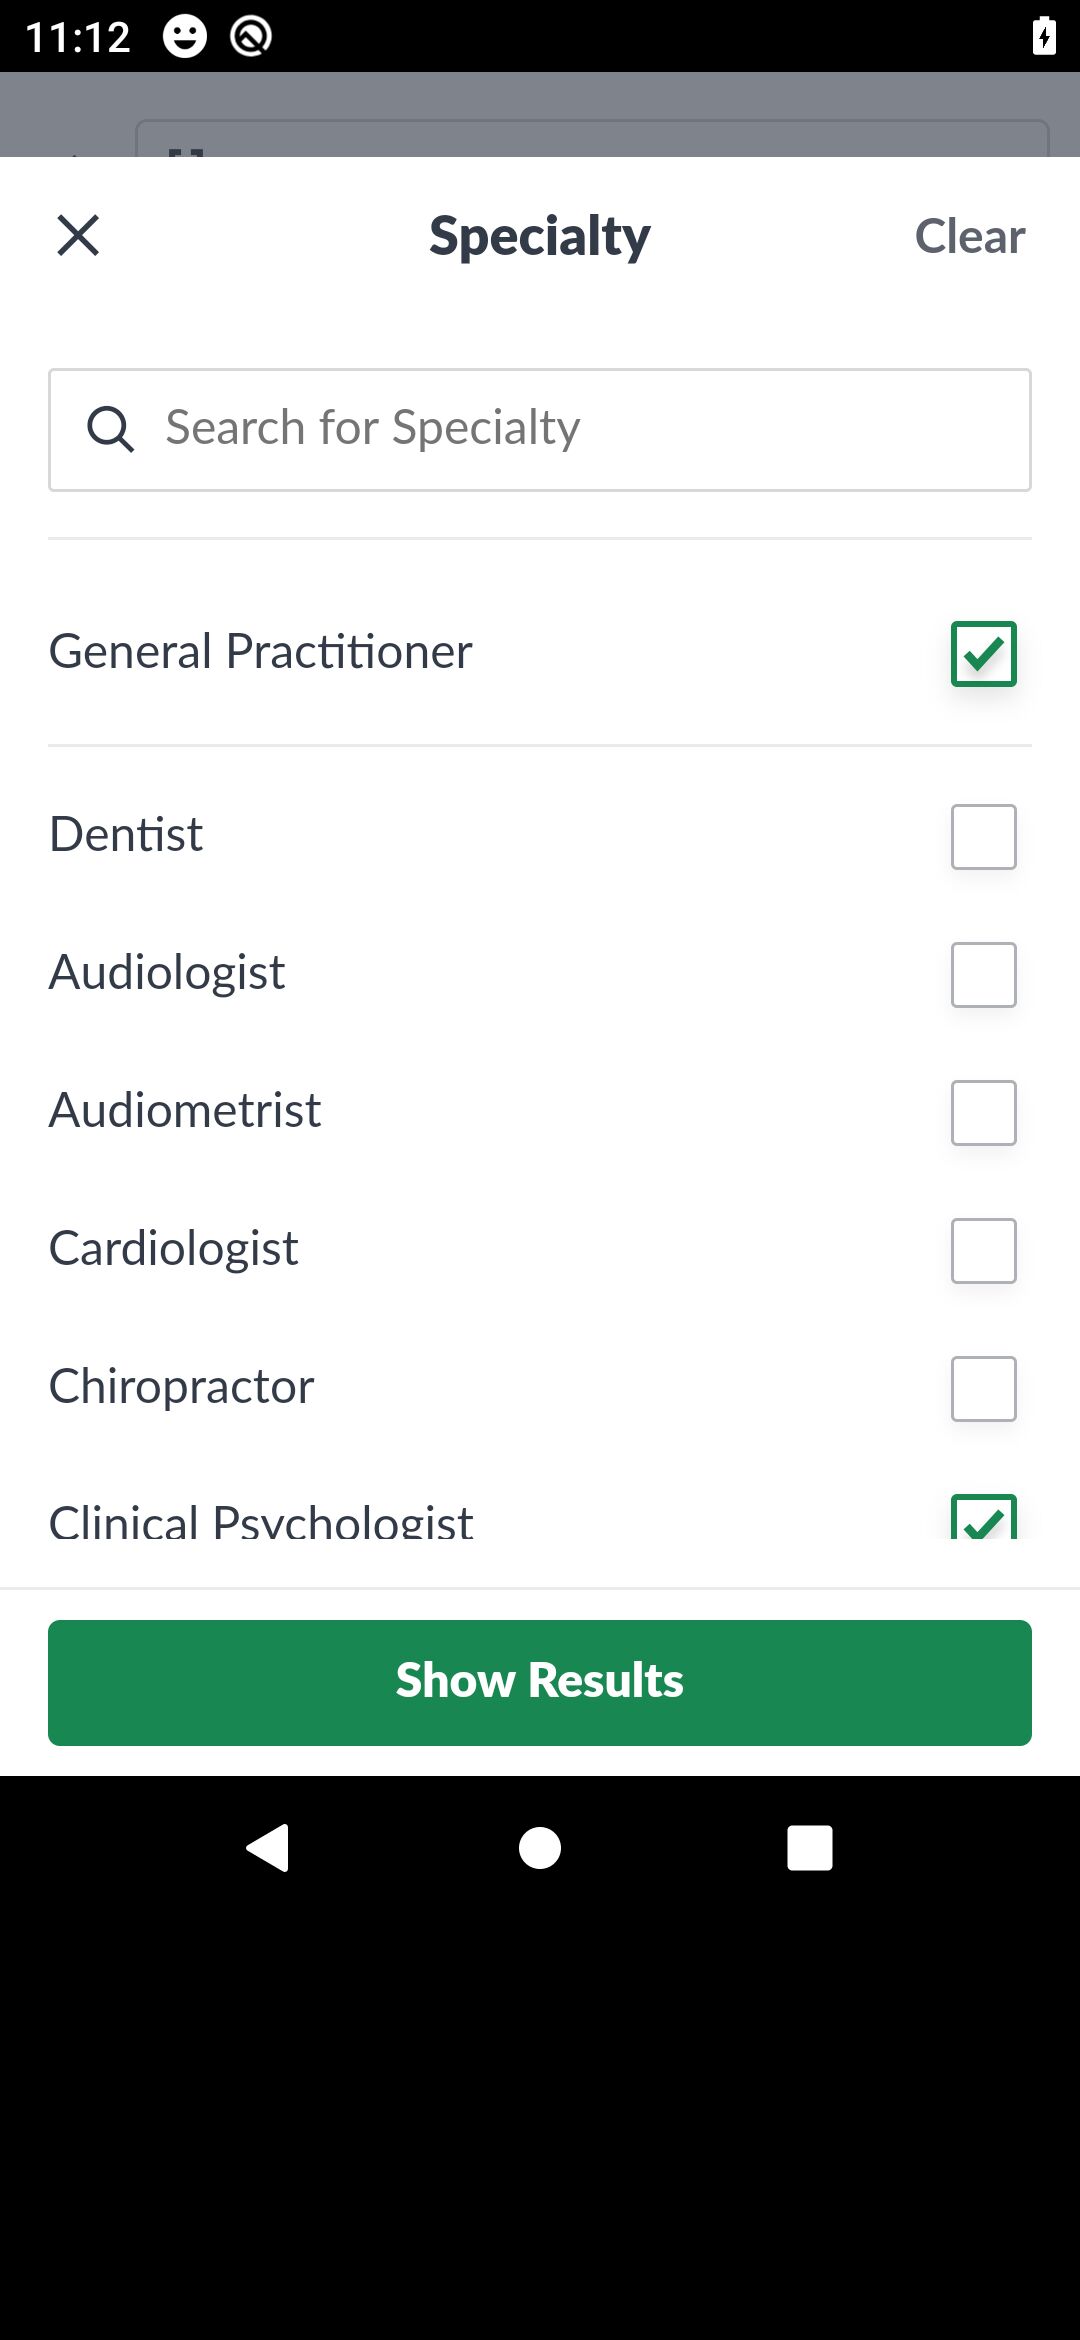 11:12
Specialty
Clear
Search for Specialty
General Practitioner
Dentist
Audiologist
Audiometrist
Cardiologist
Chiropractor
Clinical Psychologist
Show Results